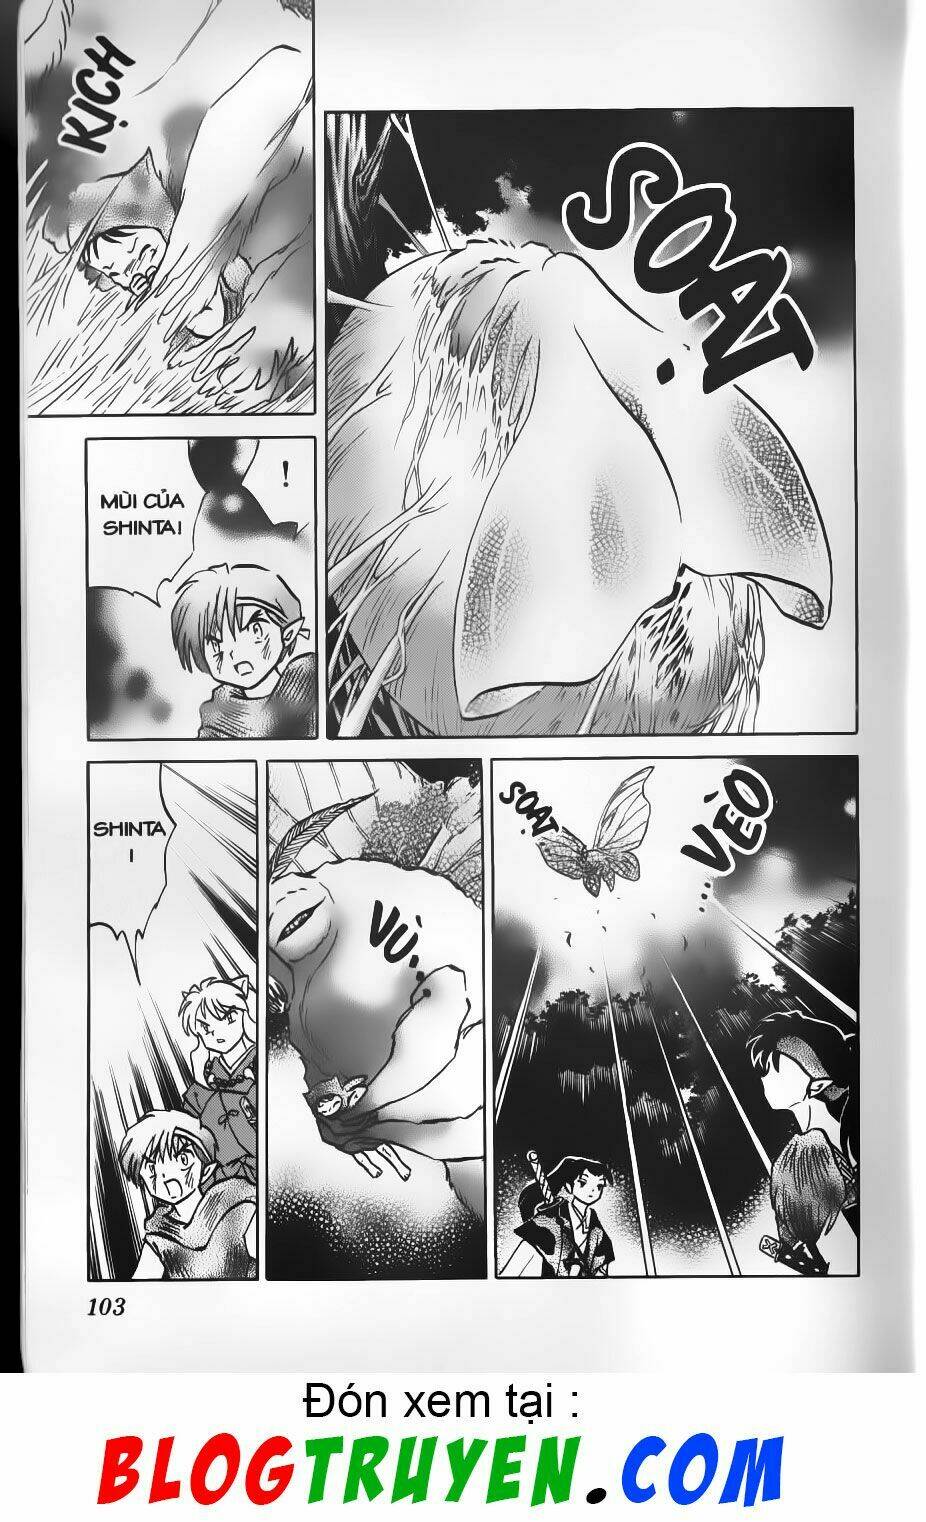 SOẠT
KỊCH
!
MÙI CỦA
SHINTA!
VÈO
...
SOẠT
VÙ...
SHINTA
!
103
Đón xem tại :
BLOGTRUYEN.COM